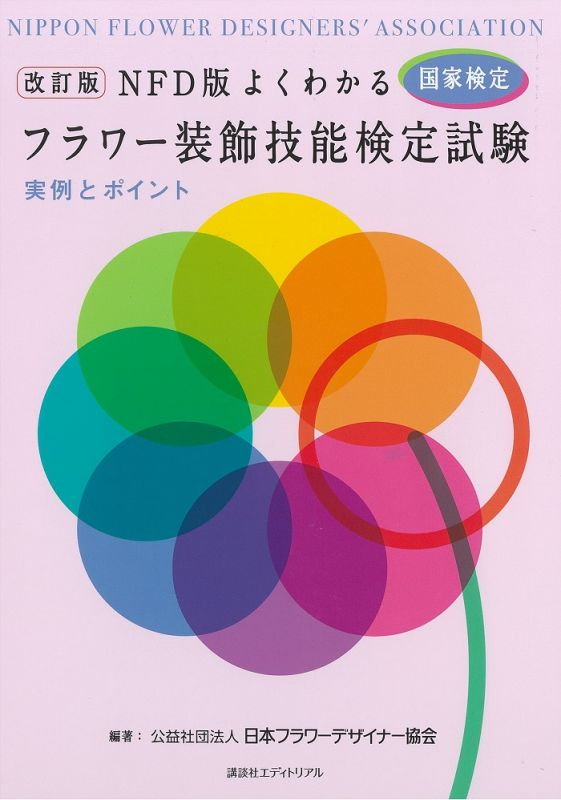 NIPPON FLOWER DESIGNERS' ASSOCIATION
改訂版 NFD版 よくわかる 国家検定
フラワー装飾技能検定試験
実例とポイント
編著：公益社団法人 日本フラワーデザイナー協会
講談社エディトリアル